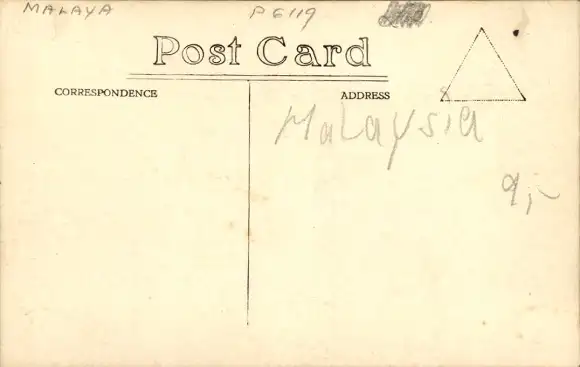 MALAYA P6119
Post Card
CORRESPONDENCE ADDRESS
Malaysia
9,-